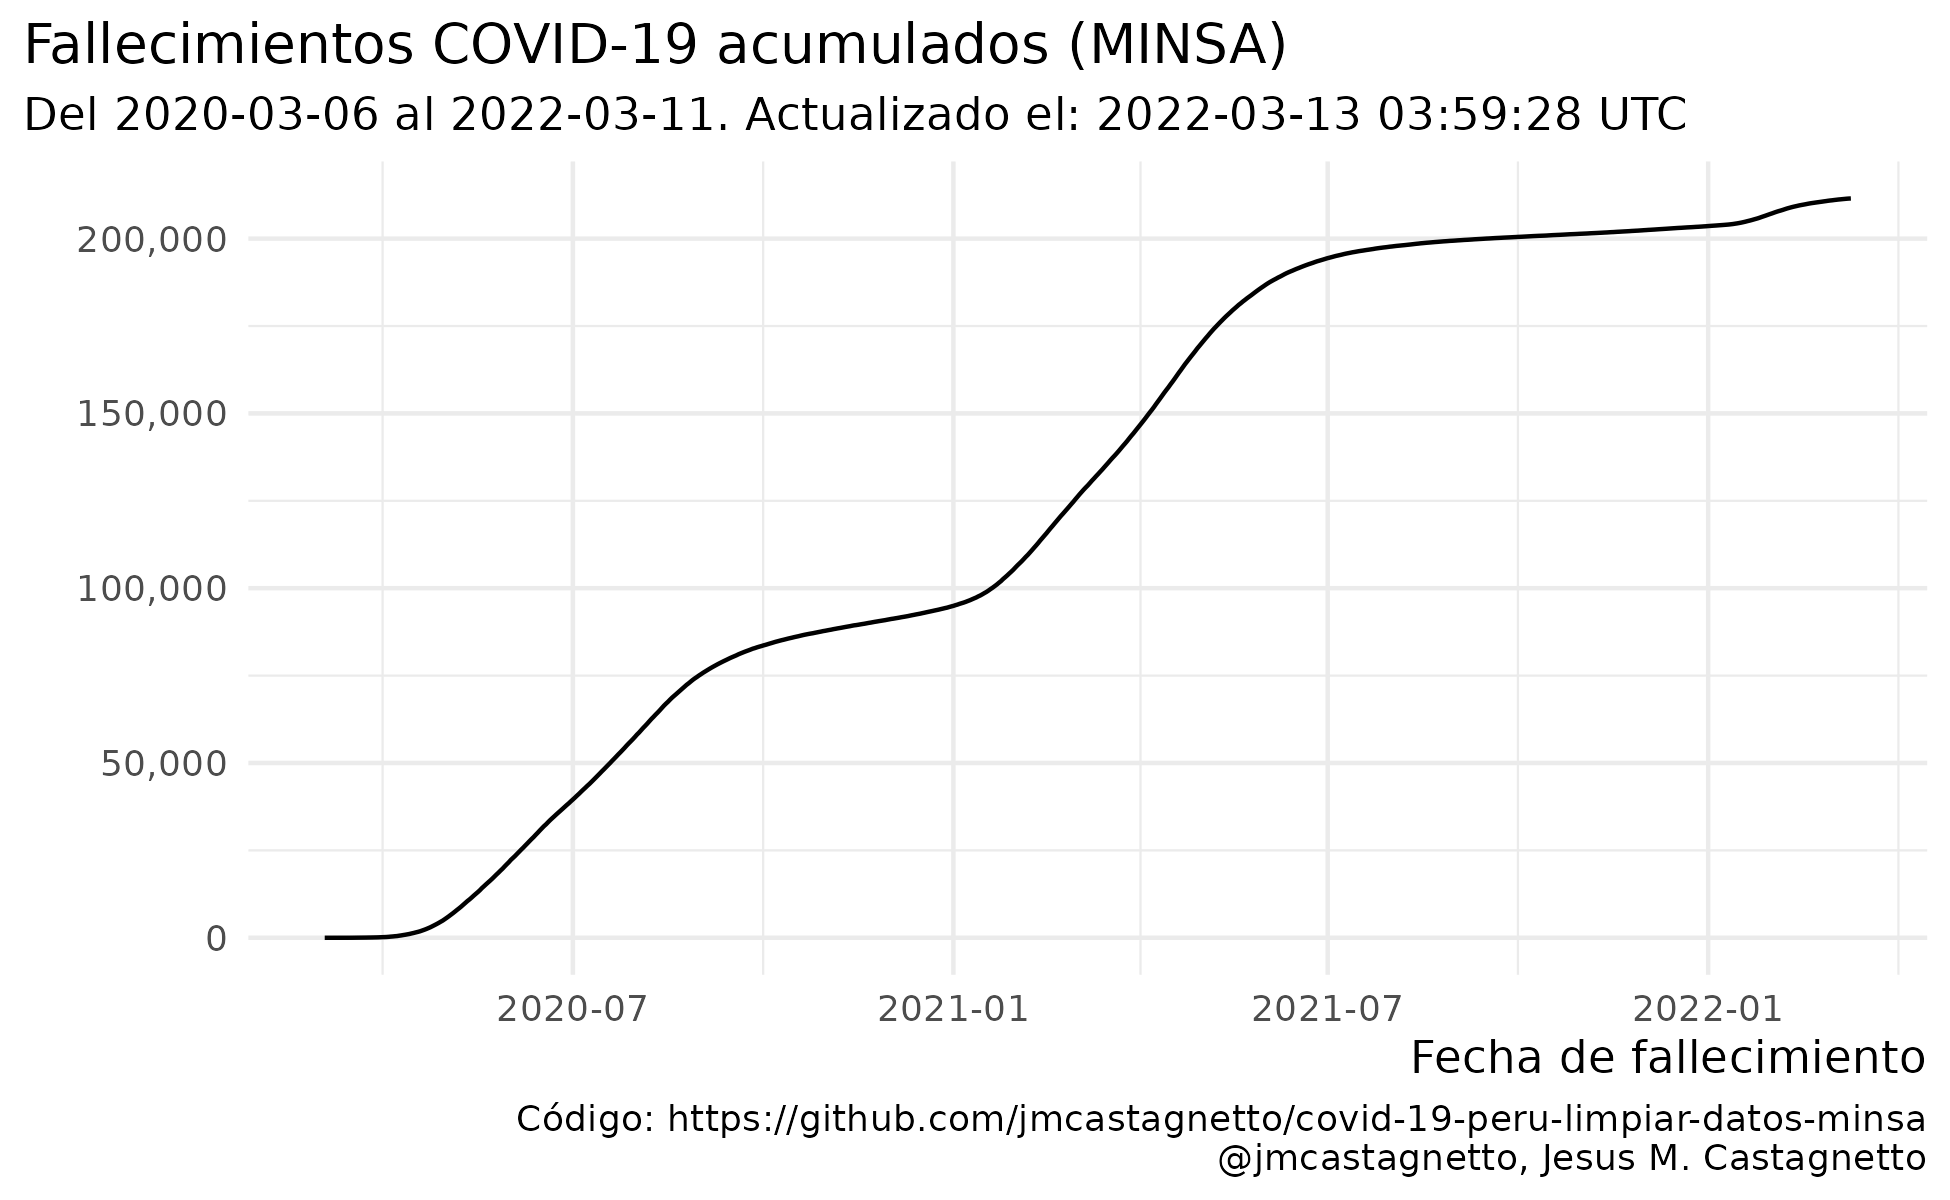 Fallecimientos COVID-19 acumulados (MINSA)
Del 2020-03-06 al 2022-03-11. Actualizado el: 2022-03-13 03:59:28 UTC
200,000
150,000
100,000
50,000
0
2020-07 2021-01 2021-07 2022-01
Fecha de fallecimiento
Código: https://github.com/jmcastagnetto/covid-19-peru-limpiar-datos-minsa
@jmcastagnetto, Jesus M. Castagnetto